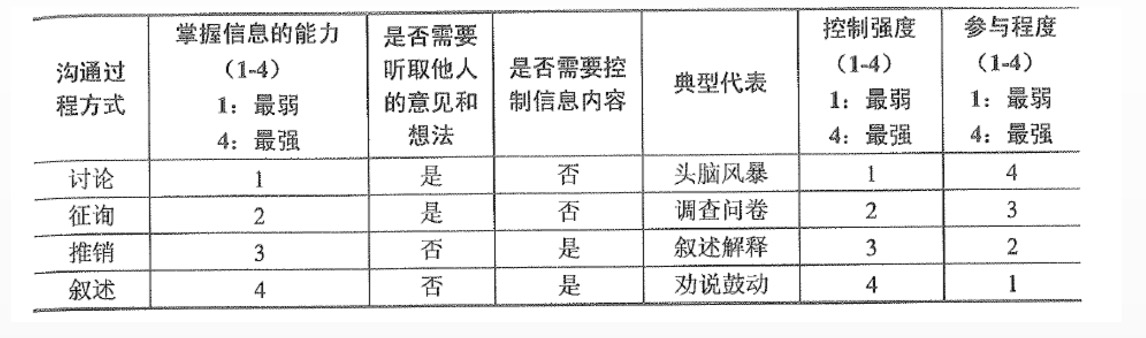 沟通过程方式 掌握信息的能力（1-4）1：最弱 4：最强 是否需要听取他人的意见和想法 是否需要控制信息内容 典型代表 控制强度（1-4）1：最弱 4：最强 参与程度（1-4）1：最弱 4：最强
讨论 1 是 否 头脑风暴 1 4
征询 2 是 否 调查问卷 2 3
推销 3 否 是 叙述解释 3 2
叙述 4 否 是 劝说鼓动 4 1